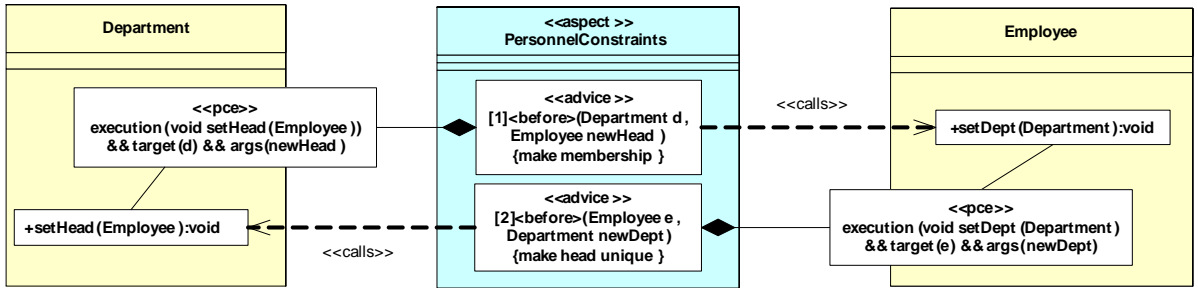 Department
<<pce>>
execution (void setHead (Employee ))
&& target (d) && args (newHead )
+setHead (Employee ):void
<<aspect >>
PersonnelConstraints
<<advice >>
[1]<before>(Department d ,
Employee newHead )
{make membership }
<<advice >>
[2]<before>(Employee e ,
Department newDept )
{make head unique }
<<calls>>
<<calls>>
Employee
+setDept (Department ):void
<<pce>>
execution (void setDept (Department )
&& target (e) && args (newDept)